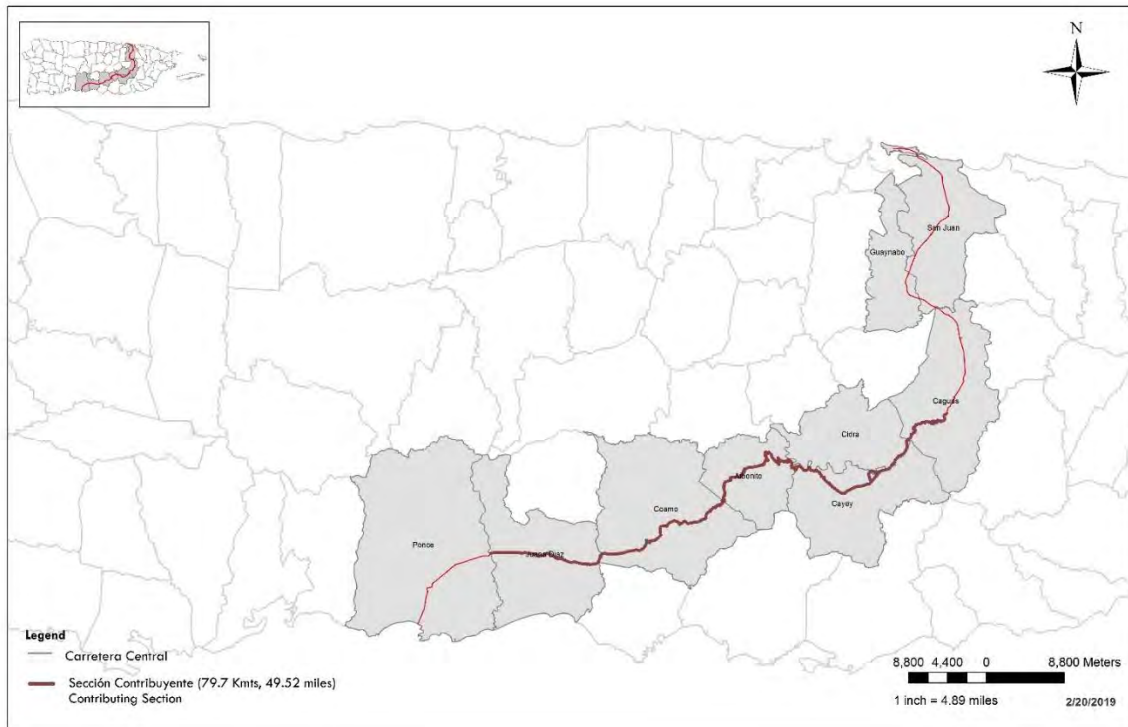 N
San Juan
Guaynabo
Caguas
Cidra
Aibonito
Cayey
Coamo
Ponce
Juana Díaz
Legend
Carretera Central
Sección Contribuyente (79.7 Kmts, 49.52 miles)
Contributing Section
8,800 4,400 0 8,800 Meters
1 inch = 4.89 miles
2/20/2019